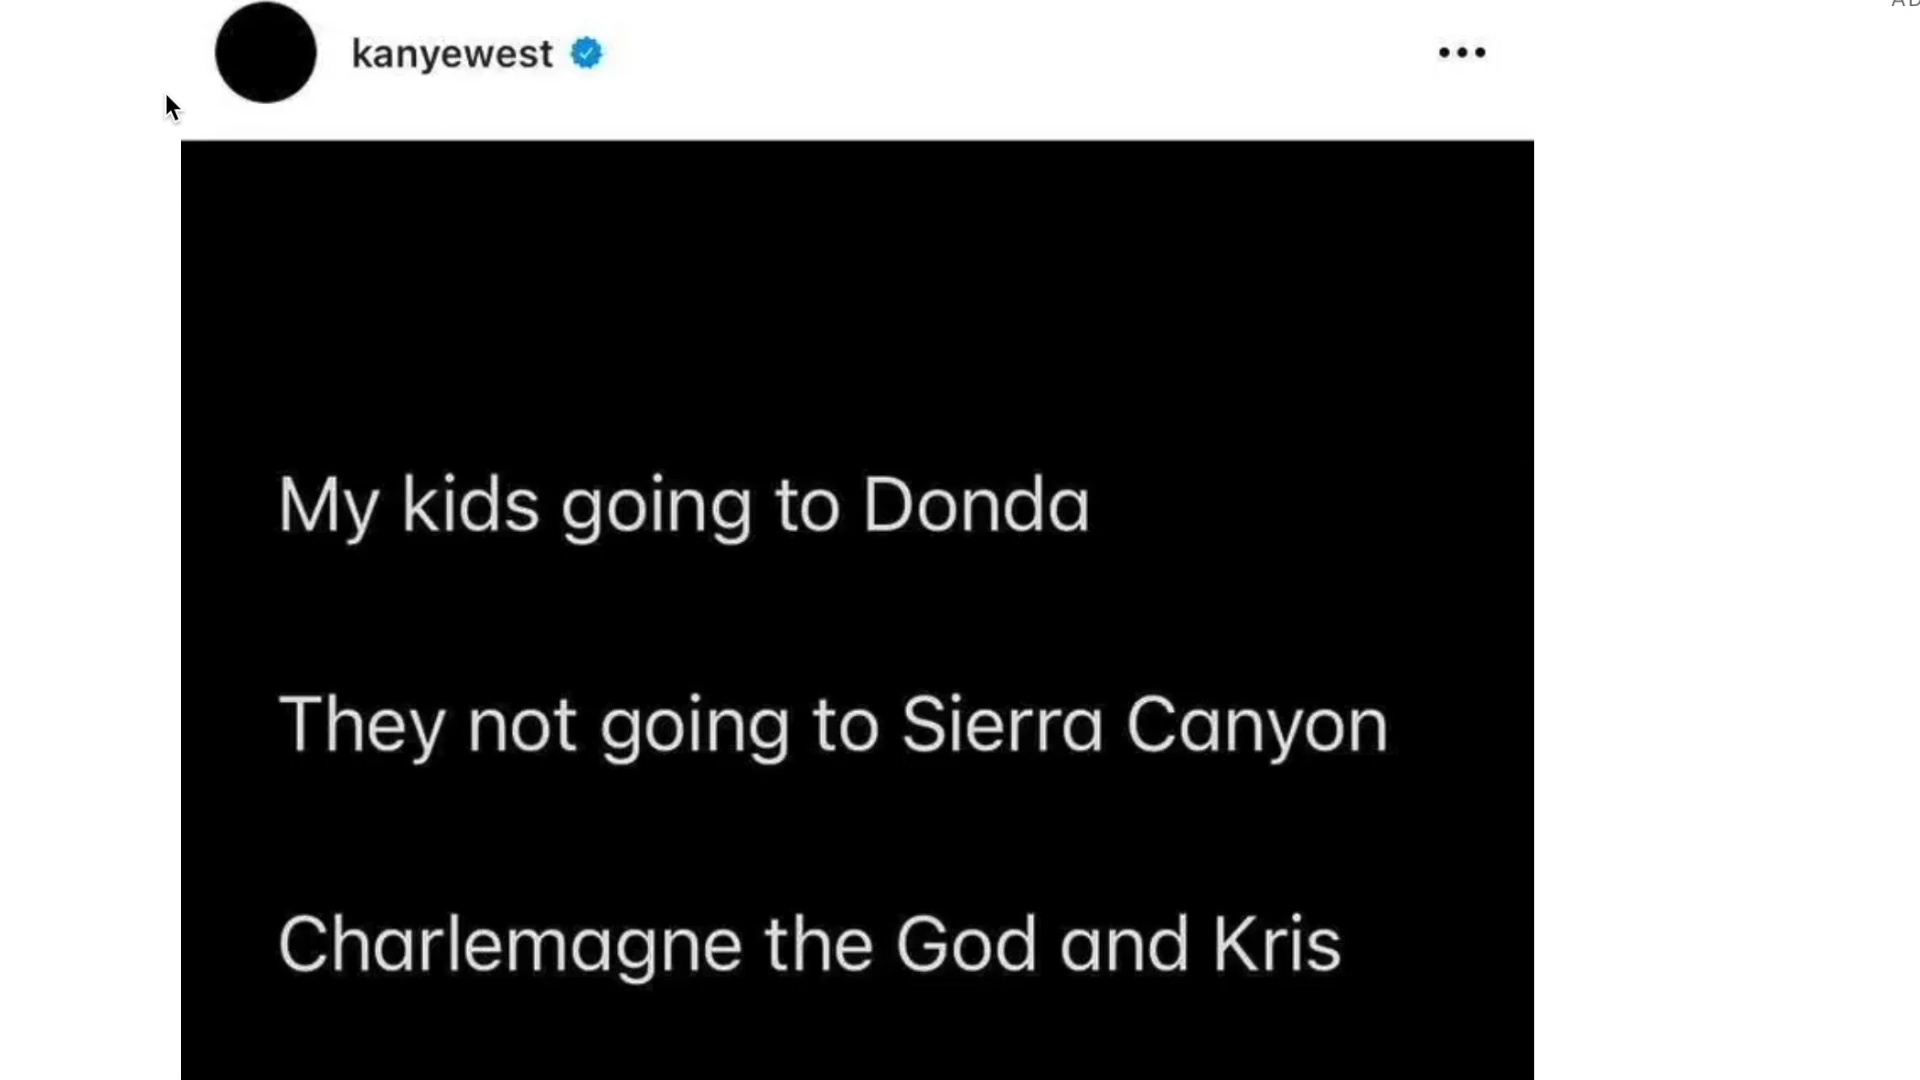 kanyewest
My kids going to Donda
They not going to Sierra Canyon
Charlemagne the God and Kris